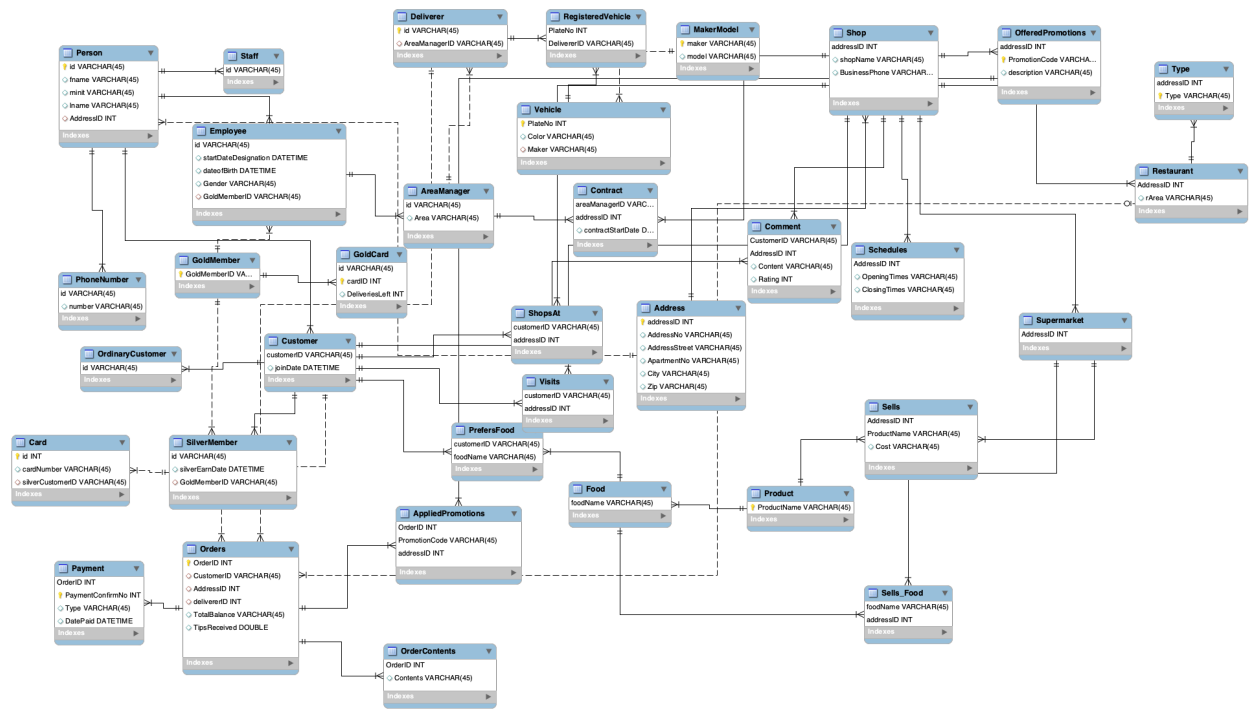 Person
id VARCHAR(45)
fname VARCHAR(45)
minit VARCHAR(45)
lname VARCHAR(45)
AddressID INT
Indexes
Staff
id VARCHAR(45)
Indexes
Employee
id VARCHAR(45)
startDateDesignation DATETIME
dateofBirth DATETIME
Gender VARCHAR(45)
GoldMemberID VARCHAR(45)
Indexes
Deliverer
id VARCHAR(45)
AreaManagerID VARCHAR(45)
Indexes
RegisteredVehicle
PlateNo INT
DelivererID VARCHAR(45)
Indexes
MakerModel
maker VARCHAR(45)
model VARCHAR(45)
Indexes
Shop
addressID INT
shopName VARCHAR(45)
BusinessPhone VARCHAR...
Indexes
OfferedPromotions
addressID INT
PromotionCode VARCHA...
description VARCHAR(45)
Indexes
Type
addressID INT
Type VARCHAR(45)
Indexes
Vehicle
PlateNo INT
Color VARCHAR(45)
Maker VARCHAR(45)
Indexes
Restaurant
AddressID INT
rArea VARCHAR(45)
Indexes
AreaManager
id VARCHAR(45)
Area VARCHAR(45)
Indexes
Contract
areaManagerID VARC...
addressID INT
contractStartDate D...
Indexes
Comment
CustomerID VARCHAR(45)
AddressID INT
Content VARCHAR(45)
Rating INT
Indexes
Schedules
AddressID INT
OpeningTimes VARCHAR(45)
ClosingTimes VARCHAR(45)
Indexes
PhoneNumber
id VARCHAR(45)
number VARCHAR(45)
Indexes
GoldMember
GoldMemberID VA...
Indexes
GoldCard
id VARCHAR(45)
cardID INT
DeliveriesLeft INT
Indexes
ShopsAt
customerID VARCHAR(45)
addressID INT
Indexes
Address
addressID INT
AddressNo VARCHAR(45)
AddressStreet VARCHAR(45)
ApartmentNo VARCHAR(45)
City VARCHAR(45)
Zip VARCHAR(45)
Indexes
Supermarket
AddressID INT
Indexes
OrdinaryCustomer
id VARCHAR(45)
Indexes
Customer
customerID VARCHAR(45)
joinDate DATETIME
Indexes
Visits
customerID VARCHAR(45)
addressID INT
Indexes
Sells
AddressID INT
ProductName VARCHAR(45)
Cost VARCHAR(45)
Indexes
Card
id INT
cardNumber VARCHAR(45)
silverCustomerID VARCHAR(45)
Indexes
SilverMember
id VARCHAR(45)
silverEarnDate DATETIME
GoldMemberID VARCHAR(45)
Indexes
PrefersFood
customerID VARCHAR(45)
foodName VARCHAR(45)
Indexes
Food
foodName VARCHAR(45)
Indexes
Product
ProductName VARCHAR(45)
Indexes
AppliedPromotions
OrderID INT
PromotionCode VARCHAR(45)
addressID INT
Indexes
Payment
OrderID INT
PaymentConfirmNo INT
Type VARCHAR(45)
DatePaid DATETIME
Indexes
Orders
OrderID INT
CustomerID VARCHAR(45)
AddressID INT
delivererID INT
TotalBalance VARCHAR(45)
TipsReceived DOUBLE
Indexes
Sells_Food
foodName VARCHAR(45)
addressID INT
Indexes
OrderContents
OrderID INT
Contents VARCHAR(45)
Indexes